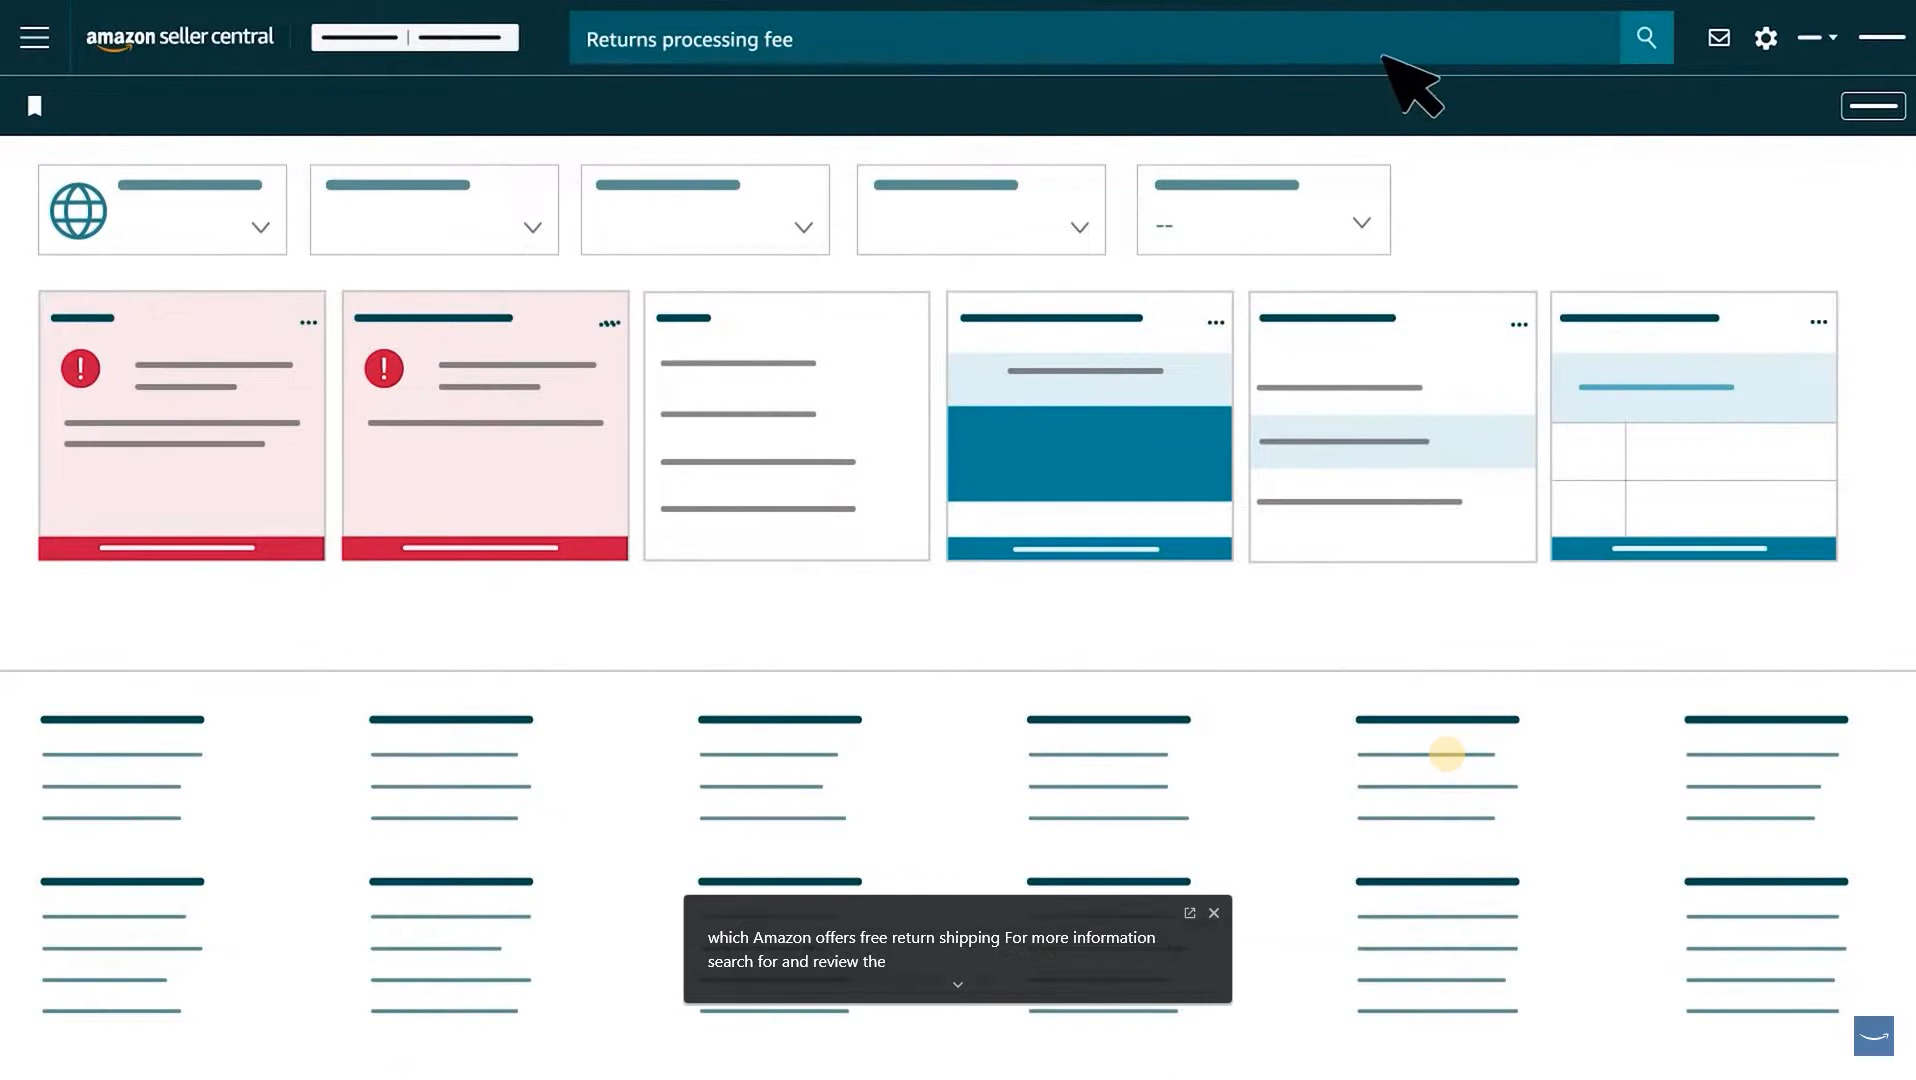 amazon seller central
Returns processing fee
--
which Amazon offers free return shipping For more information
search for and review the